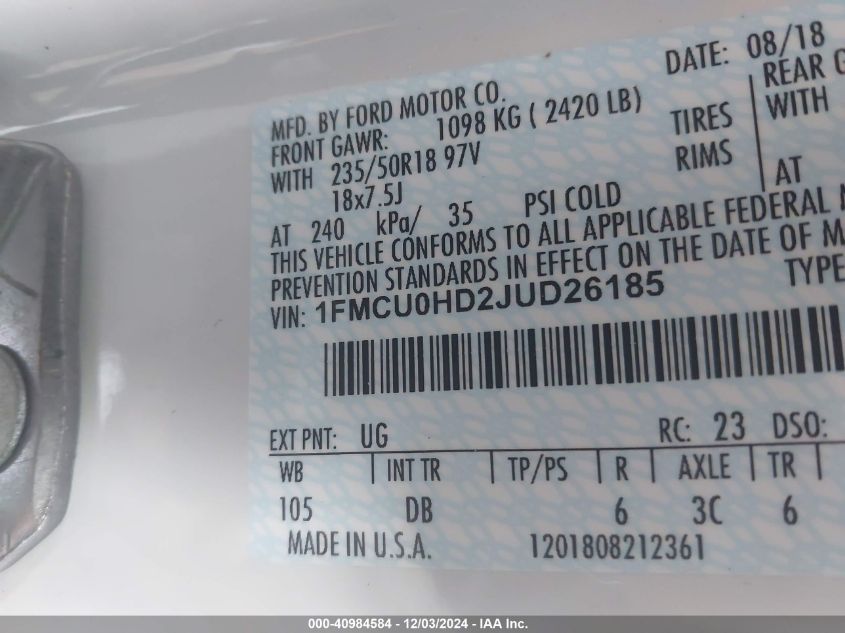 DATE: 08/18
MFD. BY FORD MOTOR CO.
FRONT GAWR: 1098 KG ( 2420 LB) REAR
WITH 235/50R18 97V TIRES WITH
18x7.5J RIMS
AT 240 kPa/ 35 PSI COLD AT
THIS VEHICLE CONFORMS TO ALL APPLICABLE FEDERAL
PREVENTION STANDARDS IN EFFECT ON THE DATE OF
VIN: 1FMCU0HD2JUD26185 TYPE
EXT PNT: UG RC: 23 DSO:
WB INT TR TP/PS R AXLE TR
105 DB 6 3C 6
MADE IN U.S.A. 1201808212361
000-40984584 - 12/03/2024 - IAA Inc.